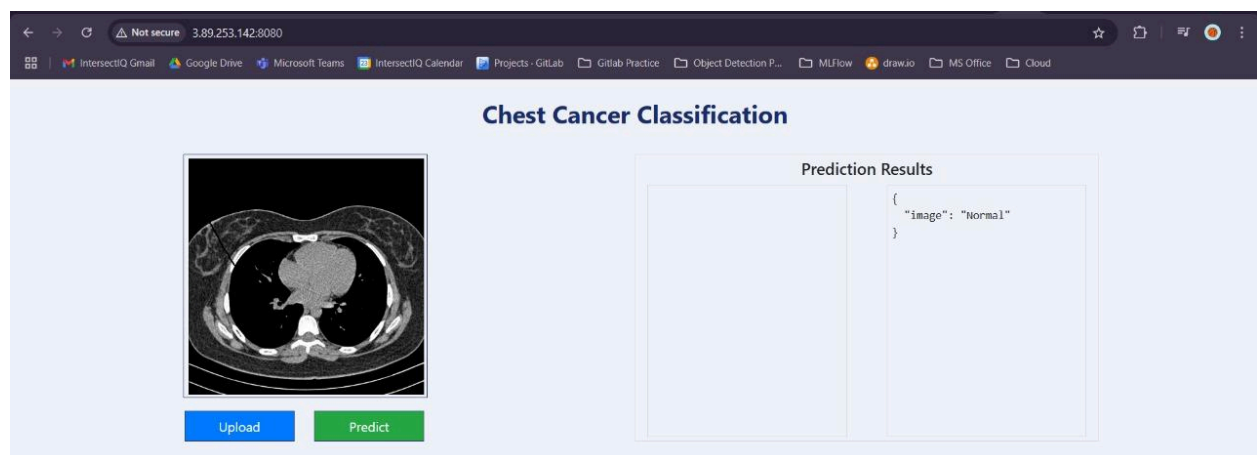 Not secure 3.89.253.142:8080
IntersectIQ Gmail Google Drive Microsoft Teams IntersectIQ Calendar Projects - GitLab Gitlab Practice Object Detection P... MLFlow draw.io MS Office Cloud
Chest Cancer Classification
Prediction Results
{
"image": "Normal"
}
Upload Predict